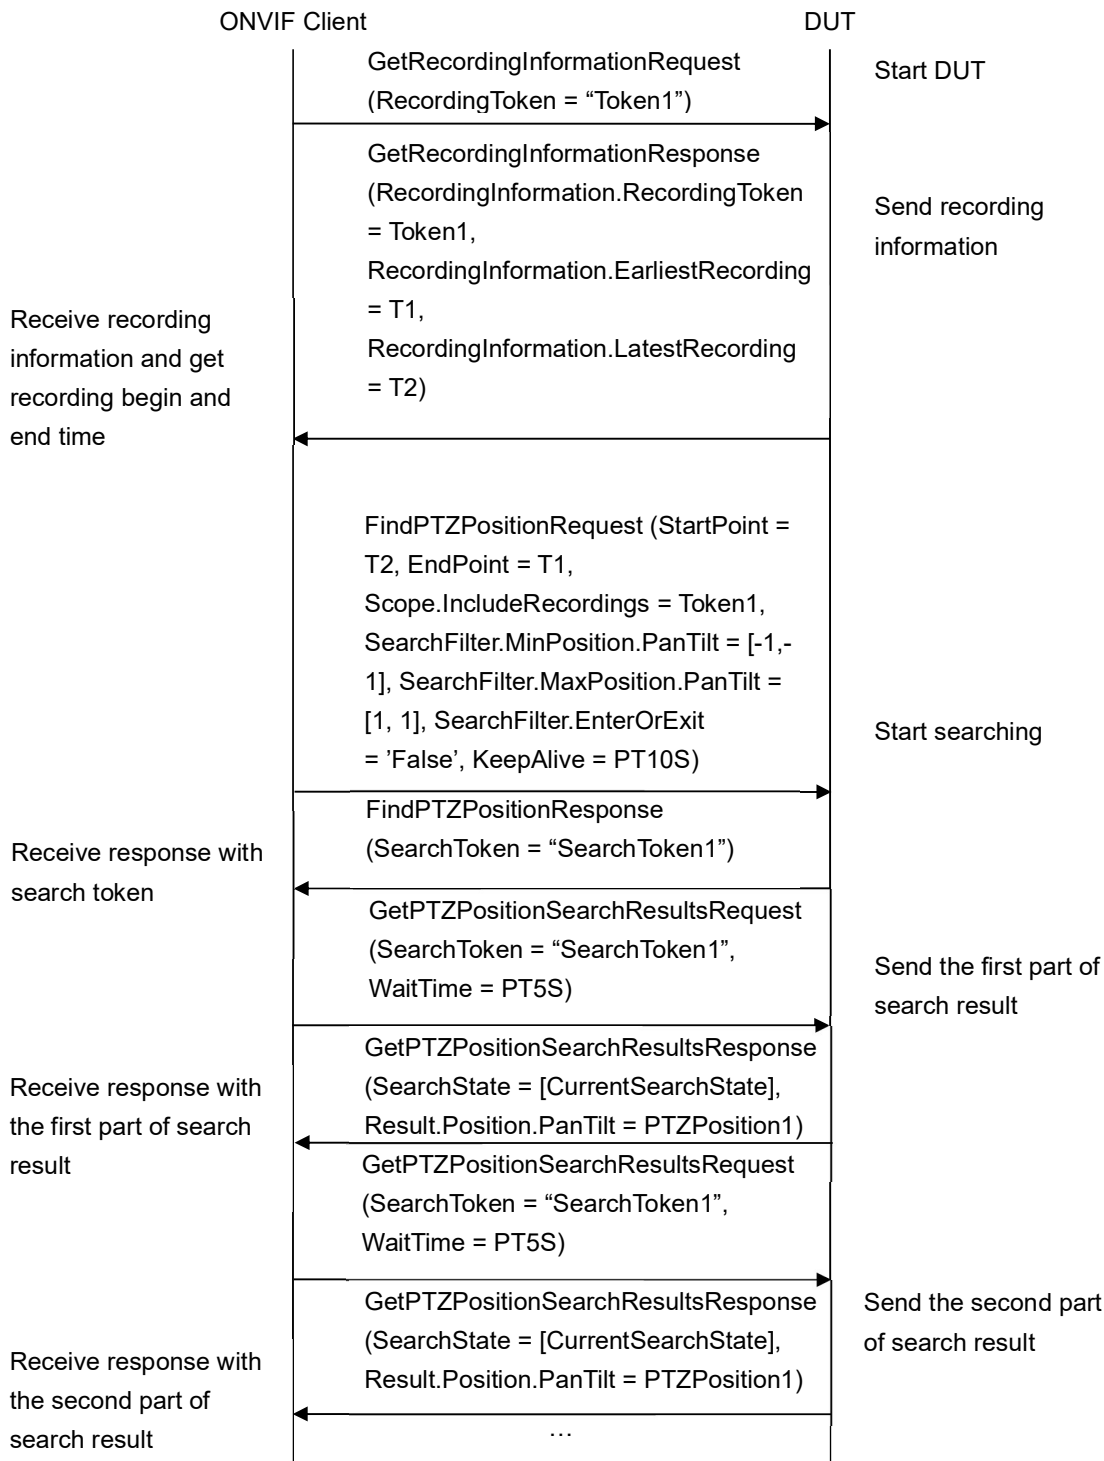 ONVIF Client
DUT
GetRecordingInformationRequest
(RecordingToken = “Token1”)
Start DUT
GetRecordingInformationResponse
(RecordingInformation.RecordingToken
= Token1,
RecordingInformation.EarliestRecording
= T1,
RecordingInformation.LatestRecording
= T2)
Send recording
information
Receive recording
information and get
recording begin and
end time
FindPTZPositionRequest (StartPoint =
T2, EndPoint = T1,
Scope.IncludeRecordings = Token1,
SearchFilter.MinPosition.PanTilt = [-1,-
1], SearchFilter.MaxPosition.PanTilt =
[1, 1], SearchFilter.EnterOrExit
= ’False’, KeepAlive = PT10S)
Start searching
FindPTZPositionResponse
(SearchToken = “SearchToken1”)
Receive response with
search token
GetPTZPositionSearchResultsRequest
(SearchToken = “SearchToken1”,
WaitTime = PT5S)
Send the first part of
search result
GetPTZPositionSearchResultsResponse
(SearchState = [CurrentSearchState],
Result.Position.PanTilt = PTZPosition1)
Receive response with
the first part of search
result
GetPTZPositionSearchResultsRequest
(SearchToken = “SearchToken1”,
WaitTime = PT5S)
GetPTZPositionSearchResultsResponse
(SearchState = [CurrentSearchState],
Result.Position.PanTilt = PTZPosition1)
Send the second part
of search result
Receive response with
the second part of
search result
…